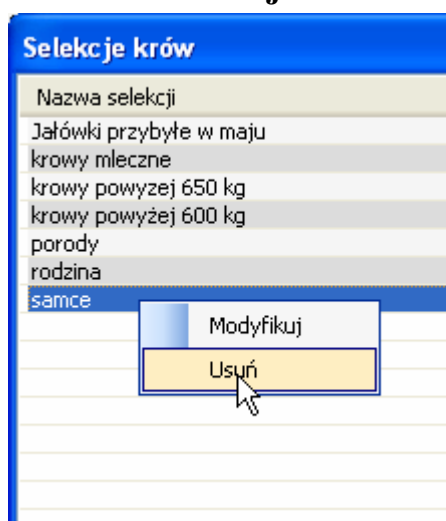 Selekcje krów
Nazwa selekcji
Jałówki przybyłe w maju
krowy mleczne
krowy powyzej 650 kg
krowy powyżej 600 kg
porody
rodzina
samce
Modyfikuj
Usuń